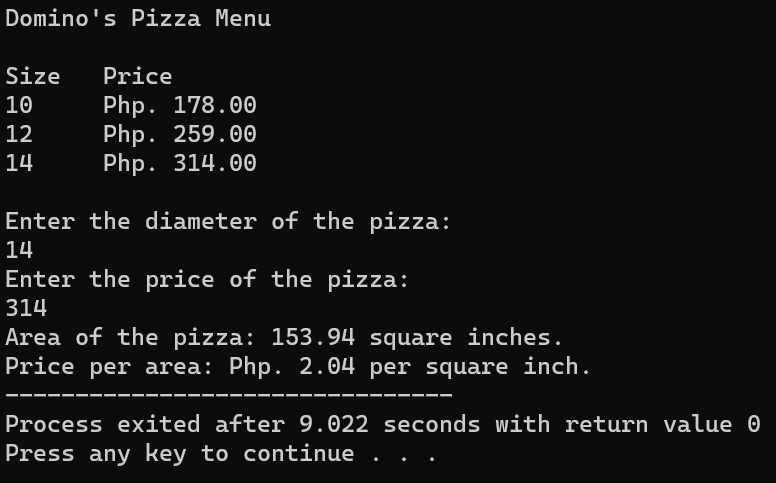 Domino's Pizza Menu
Size Price
10 Php. 178.00
12 Php. 259.00
14 Php. 314.00
Enter the diameter of the pizza:
14
Enter the price of the pizza:
314
Area of the pizza: 153.94 square inches.
Price per area: Php. 2.04 per square inch.
--------------------------------
Process exited after 9.022 seconds with return value 0
Press any key to continue . . .